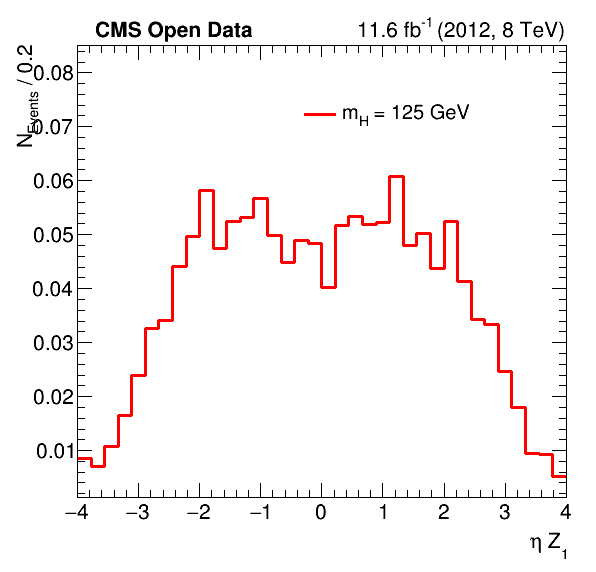 CMS Open Data 11.6 fb-1 (2012, 8 TeV)
NEvents / 0.2
mH = 125 GeV
0.08
0.07
0.06
0.05
0.04
0.03
0.02
0.01
−4 −3 −2 −1 0 1 2 3 4
η Z1